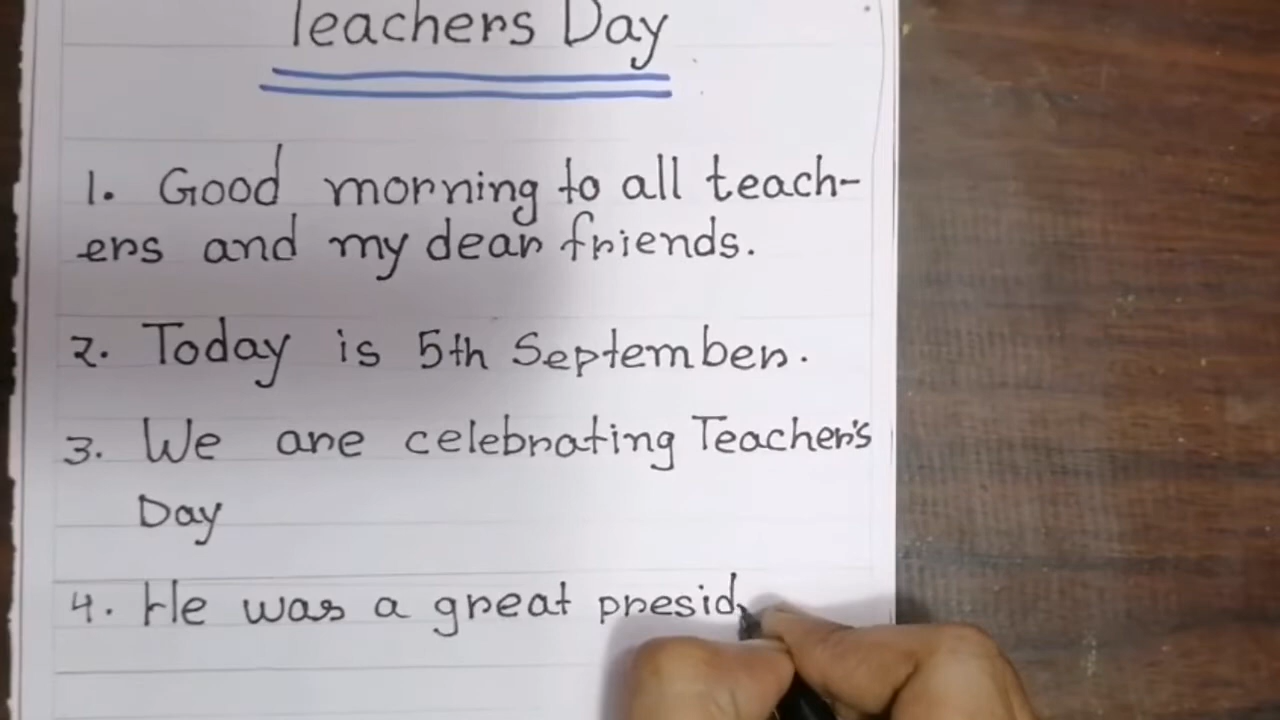 Teachers Day
1. Good morning to all teach-
ers and my dear friends.
2. Today is 5th September.
3. We are celebrating Teacher's
Day
4. He was a great presid